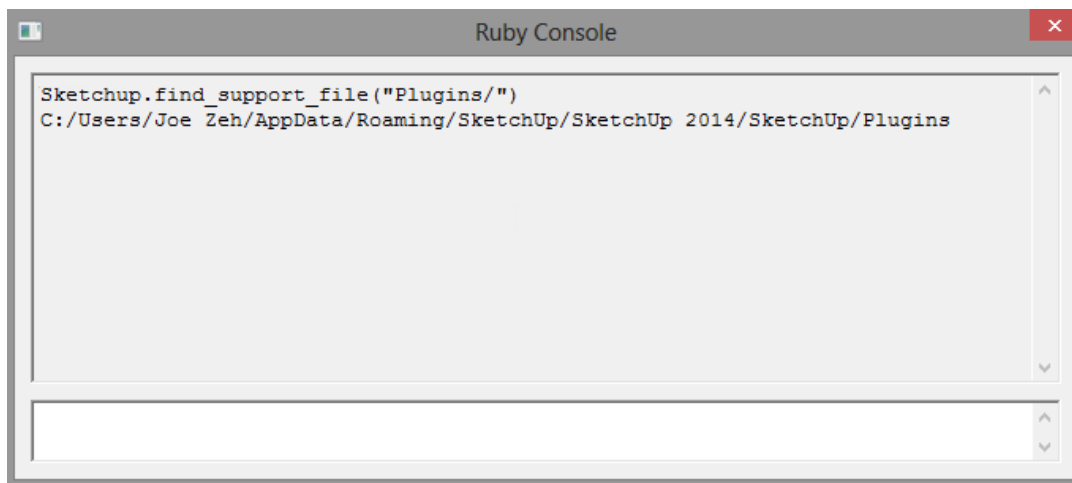 Ruby Console
Sketchup.find_support_file("Plugins/")
C:/Users/Joe Zeh/AppData/Roaming/SketchUp/SketchUp 2014/SketchUp/Plugins